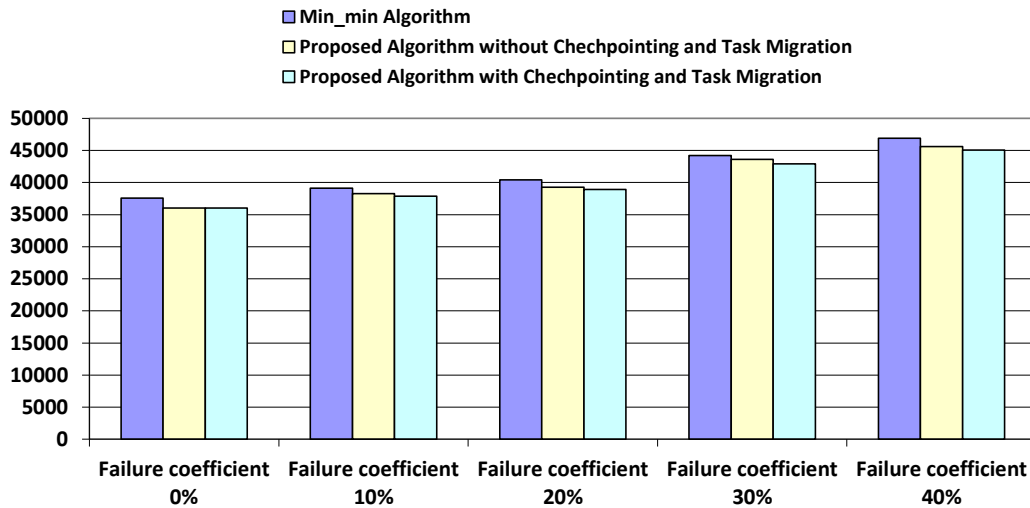 Min_min Algorithm
Proposed Algorithm without Chechpointing and Task Migration
Proposed Algorithm with Chechpointing and Task Migration
50000
45000
40000
35000
30000
25000
20000
15000
10000
5000
0
Failure coefficient 0%
Failure coefficient 10%
Failure coefficient 20%
Failure coefficient 30%
Failure coefficient 40%